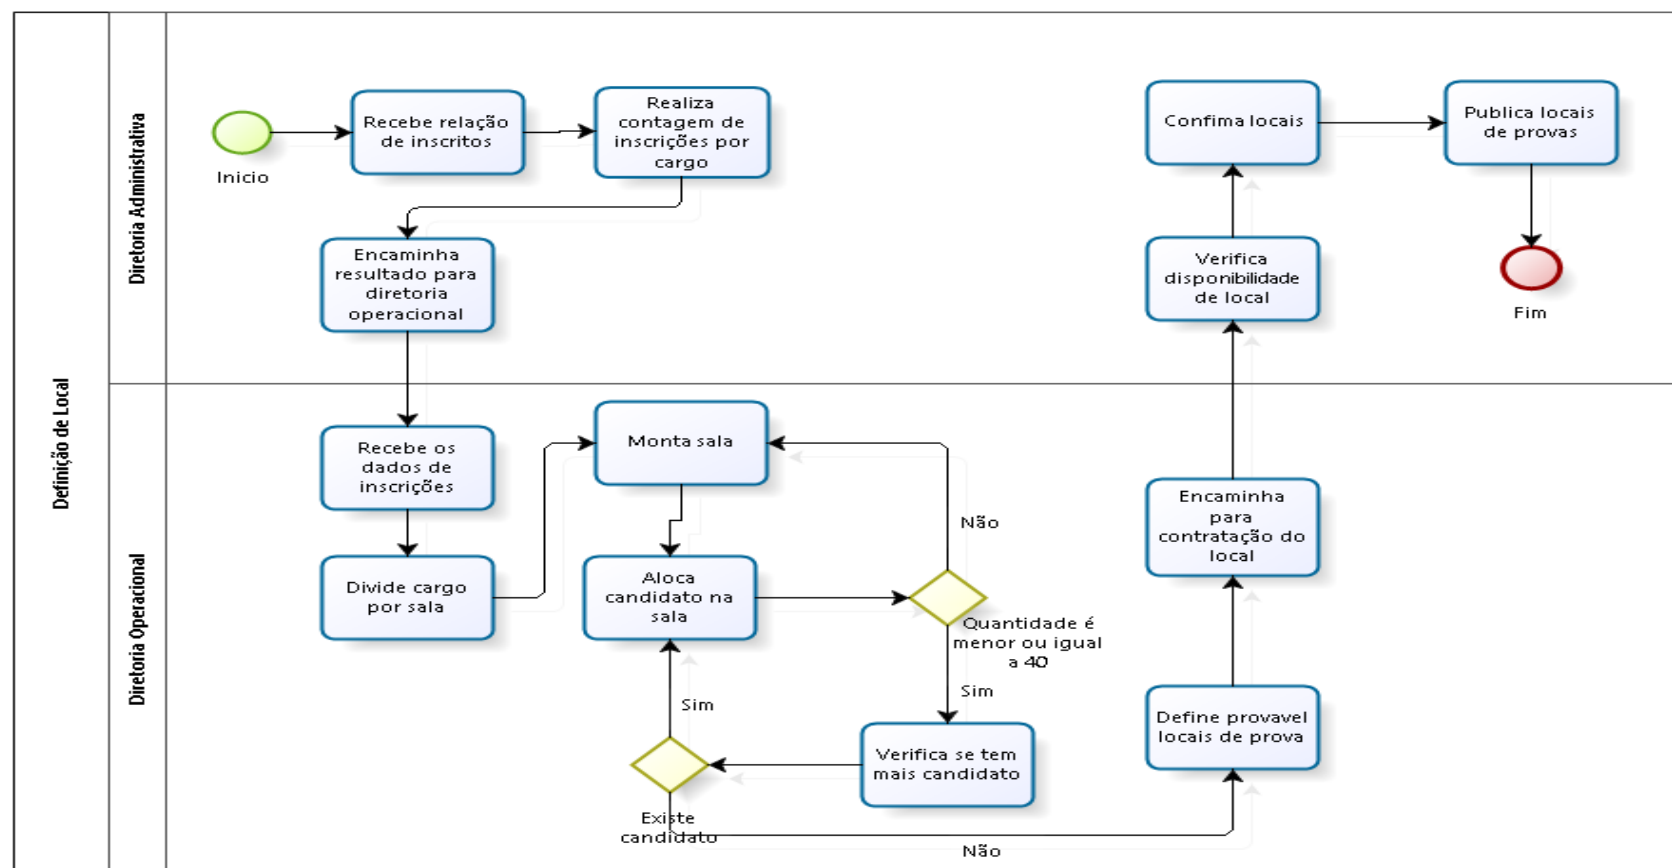 Definição de Local
Diretoria Administrativa
Inicio
Recebe relação
de inscritos
Realiza
contagem de
inscrições por
cargo
Encaminha
resultado para
diretoria
operacional
Confima locais
Publica locais
de provas
Verifica
disponibilidade
de local
Fim
Diretoria Operacional
Recebe os
dados de
inscrições
Divide cargo
por sala
Monta sala
Aloca
candidato na
sala
Não
Quantidade é
menor ou igual
a 40
Sim
Verifica se tem
mais candidato
Sim
Existe
candidato
Não
Define provavel
locais de prova
Encaminha
para
contratação do
local